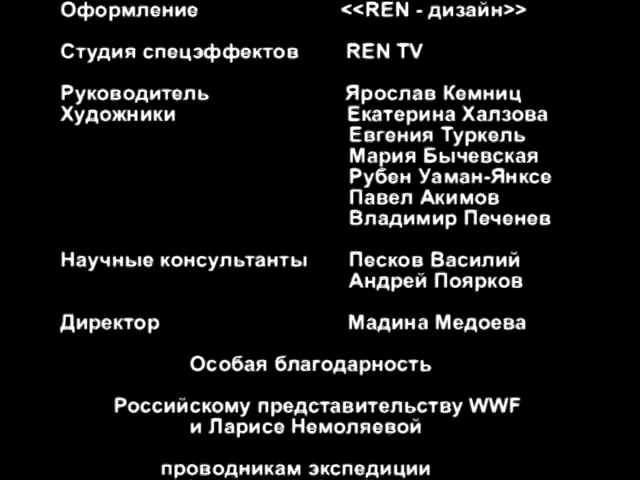 Оформление <<REN - дизайн>>
Студия спецэффектов REN TV
Руководитель Ярослав Кемниц
Художники Екатерина Халзова
Евгения Туркель
Мария Бычевская
Рубен Уаман-Янксе
Павел Акимов
Владимир Печенев
Научные консультанты Песков Василий
Андрей Поярков
Директор Мадина Медоева
Особая благодарность
Российскому представительству WWF
и Ларисе Немоляевой
проводникам экспедиции